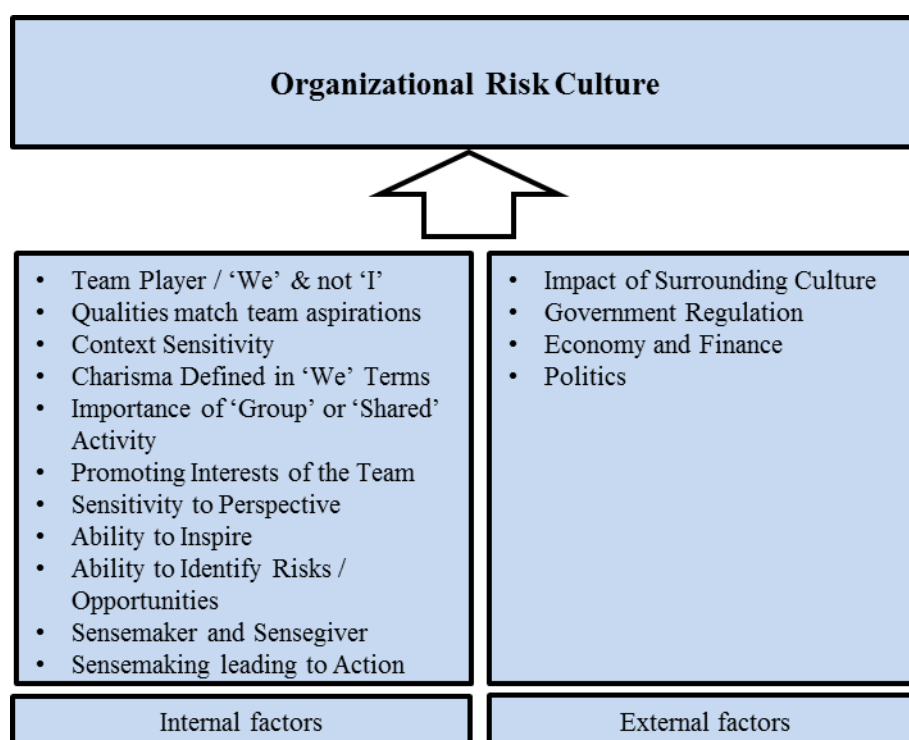 Organizational Risk Culture
• Team Player / ‘We’ & not ‘I’
• Qualities match team aspirations
• Context Sensitivity
• Charisma Defined in ‘We’ Terms
• Importance of ‘Group’ or ‘Shared’
Activity
• Promoting Interests of the Team
• Sensitivity to Perspective
• Ability to Inspire
• Ability to Identify Risks /
Opportunities
• Sensemaker and Sensegiver
• Sensemaking leading to Action
• Impact of Surrounding Culture
• Government Regulation
• Economy and Finance
• Politics
Internal factors
External factors